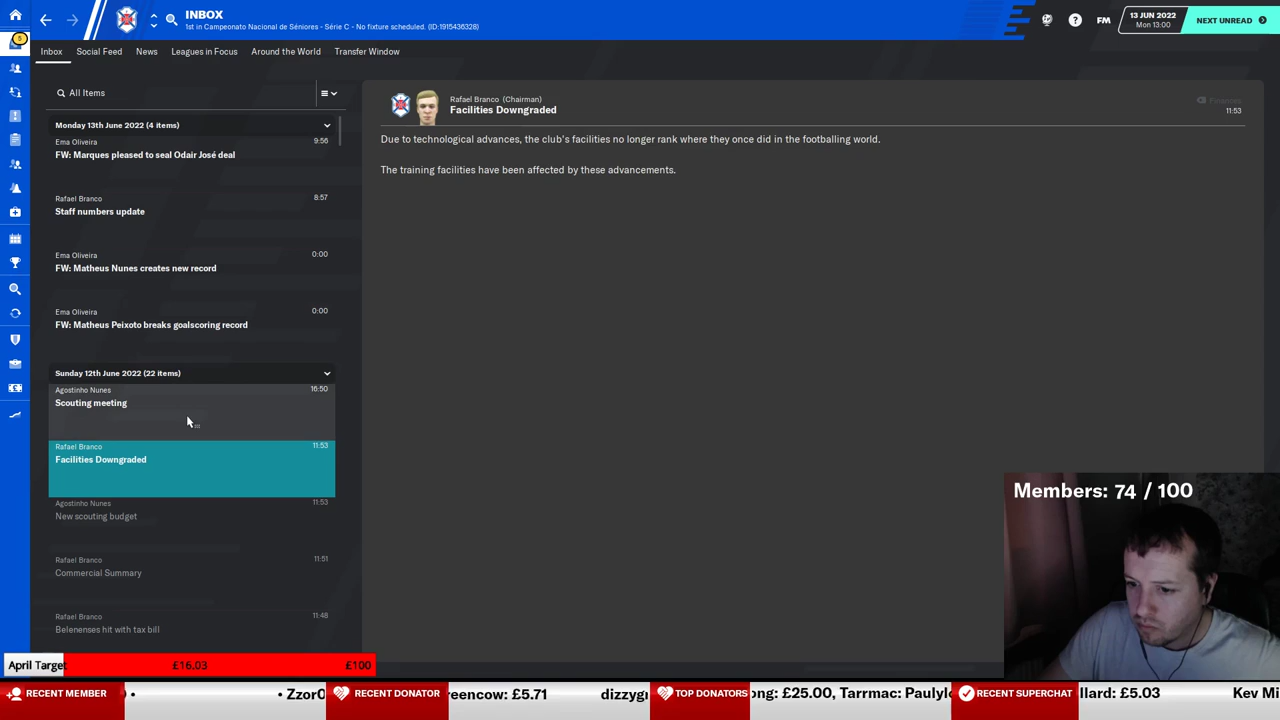 INBOX
1st in Campeonato Nacional de Séniores - Série C - No fixture scheduled. (ID:1915436328)
FM
13 JUN 2022
Mon 13:00
NEXT UNREAD
Inbox
Social Feed
News
Leagues in Focus
Around the World
Transfer Window
All Items
Monday 13th June 2022 (4 items)
Ema Oliveira
9:56
FW: Marques pleased to seal Odair José deal
Rafael Branco
8:57
Staff numbers update
Ema Oliveira
0:00
FW: Matheus Nunes creates new record
Ema Oliveira
0:00
FW: Matheus Peixoto breaks goalscoring record
Sunday 12th June 2022 (22 items)
Agostinho Nunes
16:50
Scouting meeting
Rafael Branco
11:53
Facilities Downgraded
Agostinho Nunes
11:53
New scouting budget
Rafael Branco
11:51
Commercial Summary
Rafael Branco
11:48
Belenenses hit with tax bill
Rafael Branco (Chairman)
Facilities Downgraded
Finances
11:53
Due to technological advances, the club's facilities no longer rank where they once did in the footballing world.
The training facilities have been affected by these advancements.
Members: 74 / 100
April Target
£16.03
£100
RECENT MEMBER
• ZzorC
RECENT DONATOR
reencow: £5.71
dizzygi
TOP DONATORS
ong: £25.00, Tarrmac: Paulylo
RECENT SUPERCHAT
llard: £5.03
Kev Mi